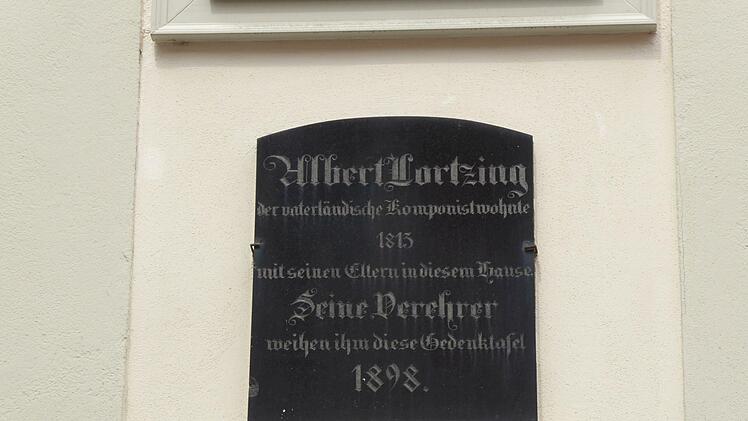 Albert Lortzing
der vaterländische Komponist wohnte
1813
mit seinen Eltern in diesem Hause.
Seine Verehrer
weihen ihm diese Gedenktafel
1898.